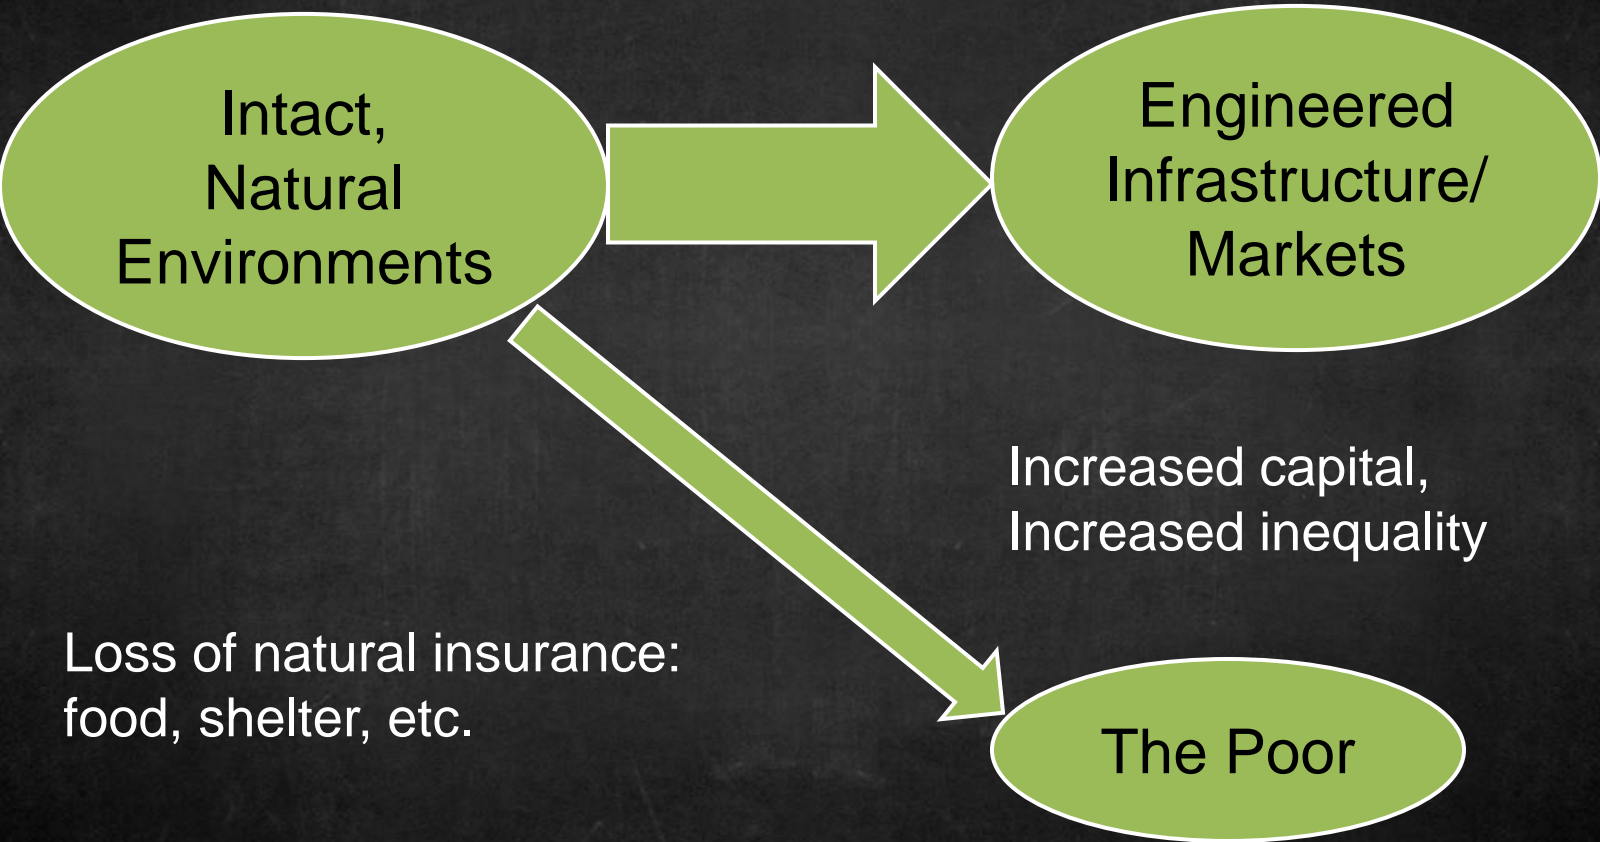 Intact,
Natural
Environments
Engineered
Infrastructure/
Markets
Increased capital,
Increased inequality
Loss of natural insurance:
food, shelter, etc.
The Poor